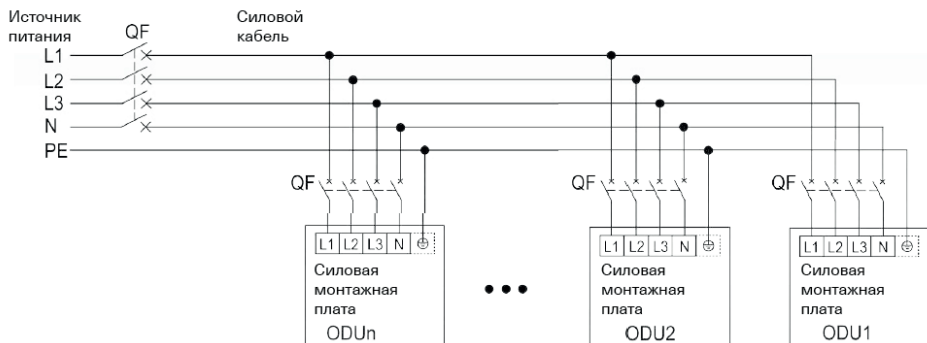 Источник
питания
QF
Силовой
кабель
L1
L2
L3
N
PE
QF
QF
QF
L1 L2 L3 N
L1 L2 L3 N
L1 L2 L3 N
Силовая
монтажная
плата
ODUn
Силовая
монтажная
плата
ODU2
Силовая
монтажная
плата
ODU1